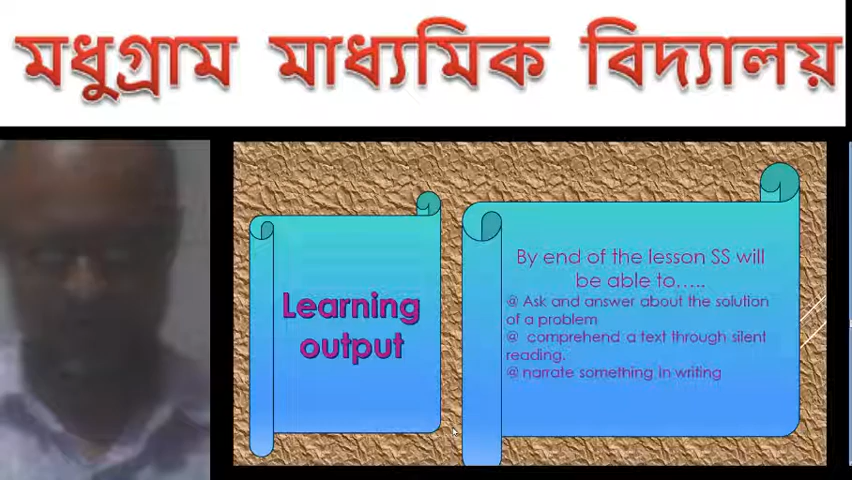 মধুগ্রাম মাধ্যমিক বিদ্যালয়
Learning
output
By end of the lesson SS will
be able to.....
@ Ask and answer about the solution
of a problem
@ comprehend a text through silent
reading.
@ narrate something in writing